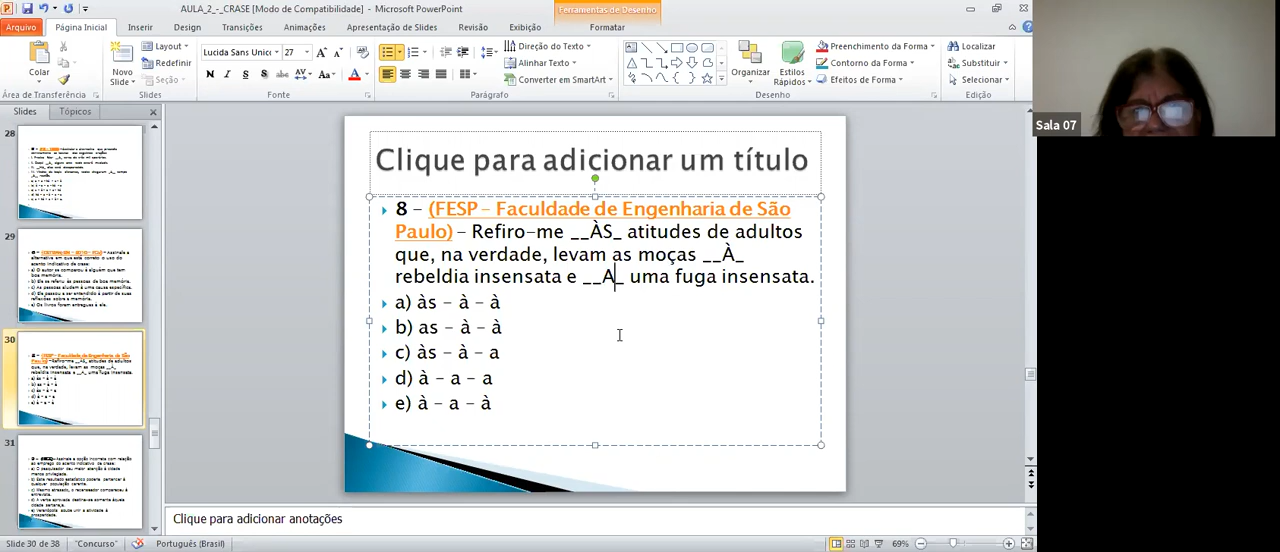 AULA_2_-_CRASE [Modo de Compatibilidade] - Microsoft PowerPoint
Ferramentas de Desenho
Arquivo Página Inicial Inserir Design Transições Animações Apresentação de Slides Revisão Exibição Formatar
Colar
Novo Slide
Layout
Redefinir
Seção
Lucida Sans Unic 27
Direção do Texto
Alinhar Texto
Converter em SmartArt
Organizar
Estilos Rápidos
Preenchimento da Forma
Contorno da Forma
Efeitos de Forma
Localizar
Substituir
Selecionar
Área de Transferência Slides Fonte Parágrafo Desenho Edição
Slides Tópicos
28
29
30
31
Clique para adicionar um título
8 – (FESP – Faculdade de Engenharia de São
Paulo) – Refiro-me __ÀS_ atitudes de adultos
que, na verdade, levam as moças __À_
rebeldia insensata e __A_ uma fuga insensata.
a) às – à – à
b) as – à – à
c) às – à – a
d) à – a – a
e) à – a – à
Clique para adicionar anotações
Slide 30 de 38 "Concurso" Português (Brasil) 69%
Sala 07